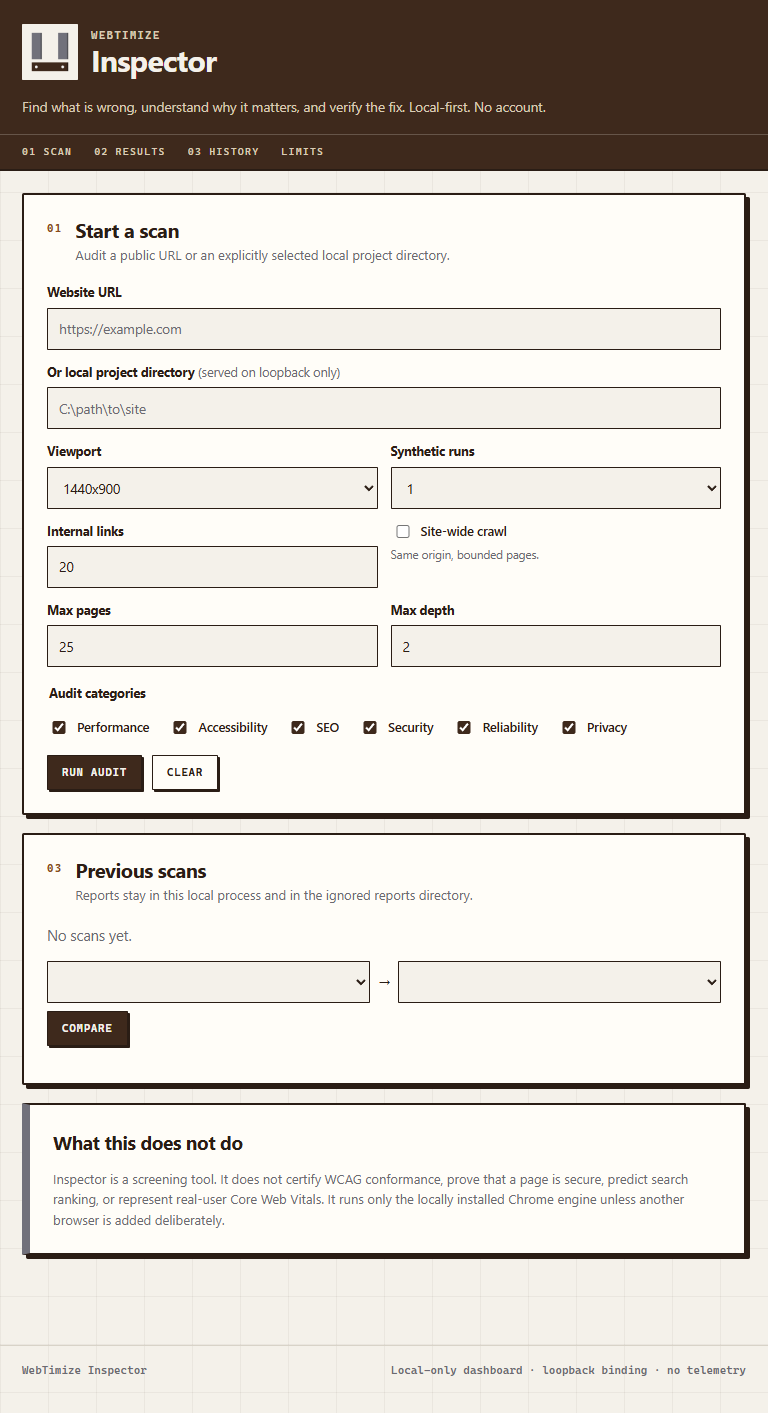 WEBTIMIZE
Inspector
Find what is wrong, understand why it matters, and verify the fix. Local-first. No account.
01 SCAN 02 RESULTS 03 HISTORY LIMITS
01 Start a scan
Audit a public URL or an explicitly selected local project directory.
Website URL
https://example.com
Or local project directory (served on loopback only)
C:\path\to\site
Viewport Synthetic runs
1440x900 1
Internal links Site-wide crawl
20 Same origin, bounded pages.
Max pages Max depth
25 2
Audit categories
Performance Accessibility SEO Security Reliability Privacy
RUN AUDIT CLEAR
03 Previous scans
Reports stay in this local process and in the ignored reports directory.
No scans yet.
→
COMPARE
What this does not do
Inspector is a screening tool. It does not certify WCAG conformance, prove that a page is secure, predict search
ranking, or represent real-user Core Web Vitals. It runs only the locally installed Chrome engine unless another
browser is added deliberately.
WebTimize Inspector Local-only dashboard · loopback binding · no telemetry